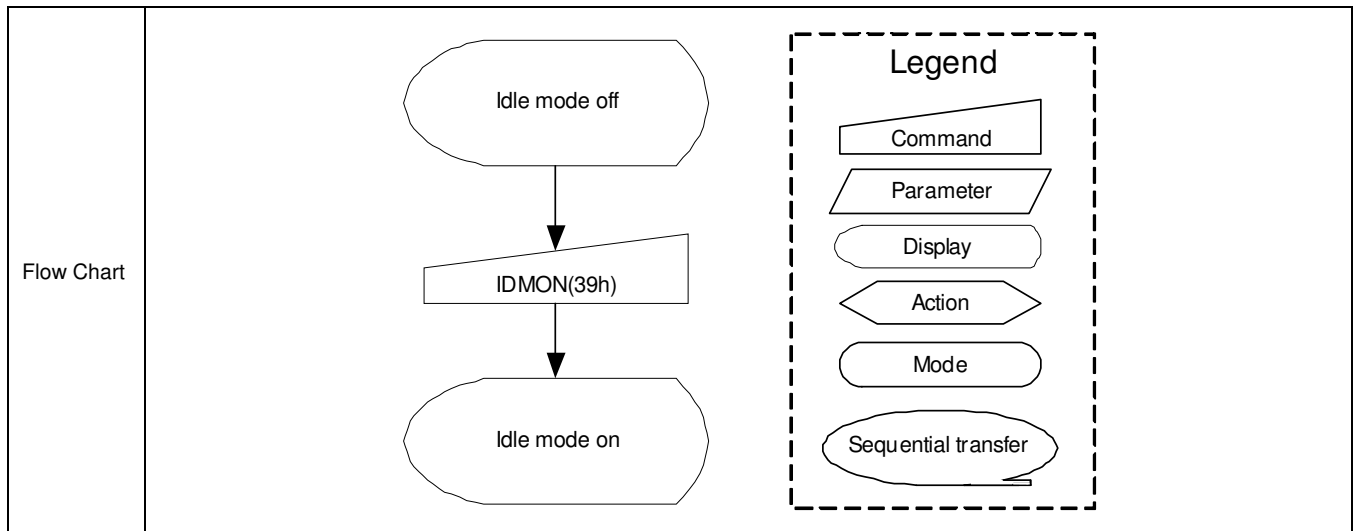 Flow Chart
Idle mode off
IDMON(39h)
Idle mode on
Legend
Command
Parameter
Display
Action
Mode
Sequential transfer